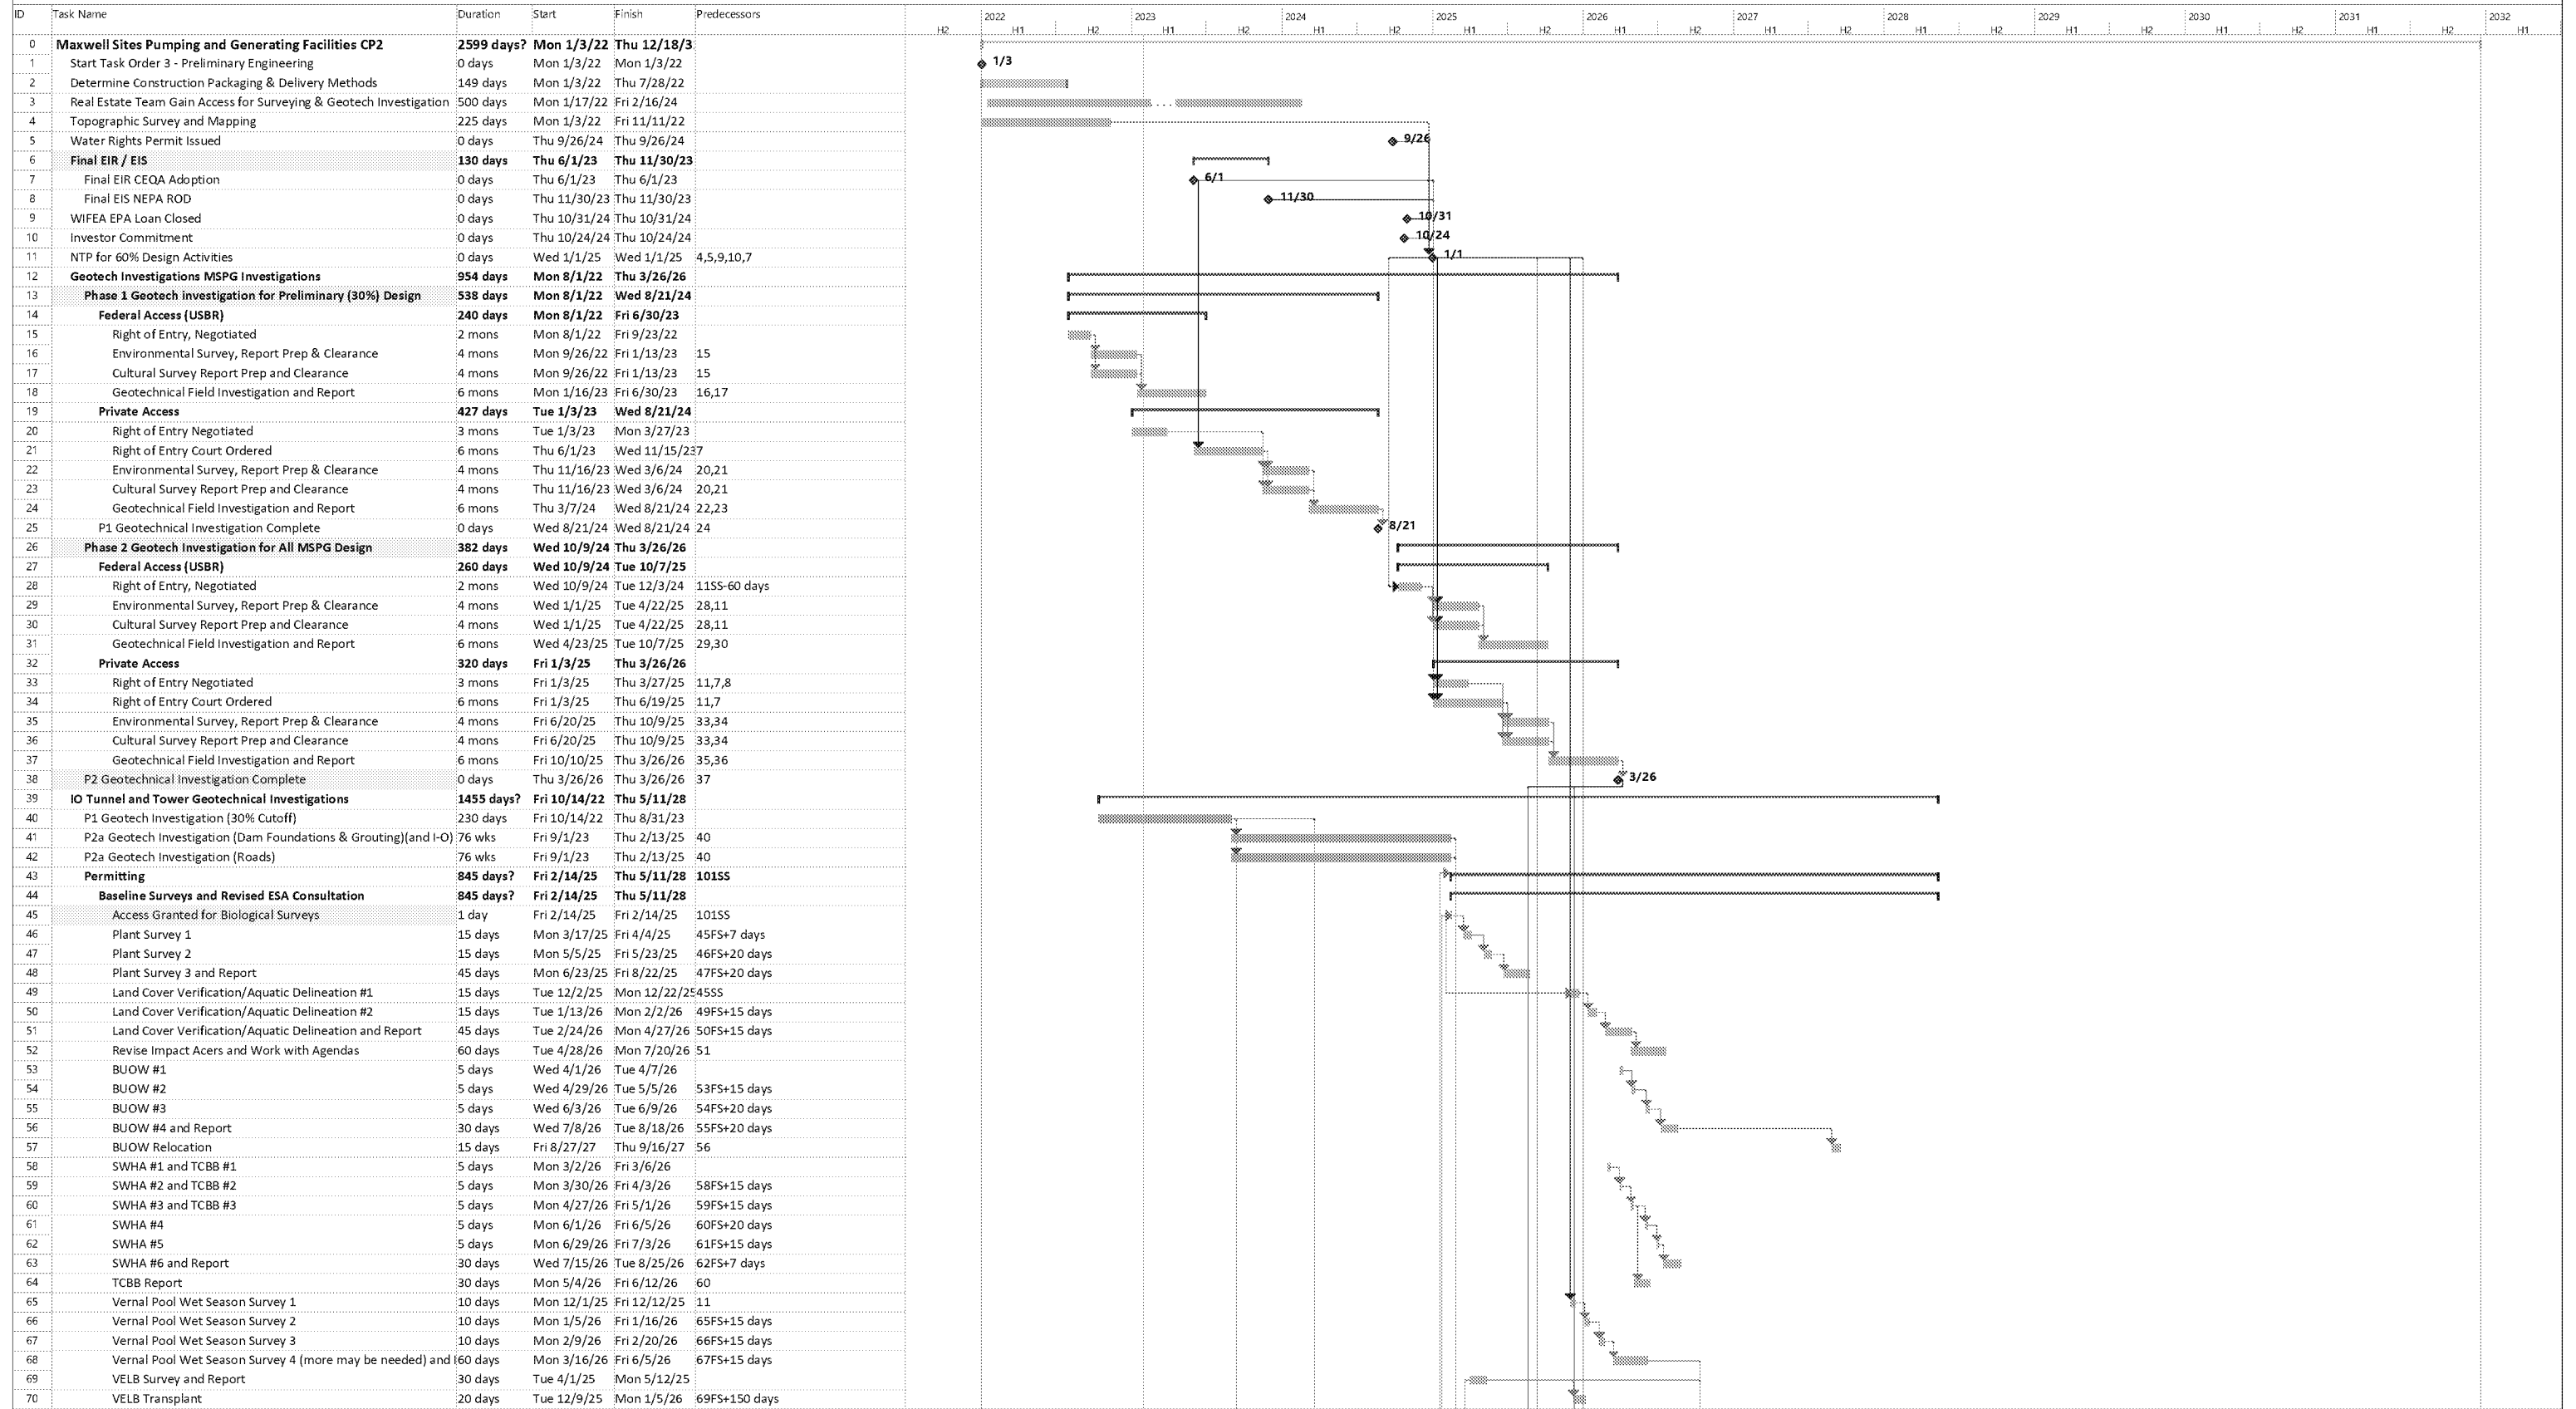 ID Task Name Duration Start Finish Predecessors 2022 2023 2024 2025 2026 2027 2028 2029 2030 2031 2032
H2 H1 H2 H1 H2 H1 H2 H1 H2 H1 H2 H1 H2 H1 H2 H1 H2 H1 H2 H1 H2 H1
0 Maxwell Sites Pumping and Generating Facilities CP2 2599 days? Mon 1/3/22 Thu 12/18/3
1 Start Task Order 3 - Preliminary Engineering 0 days Mon 1/3/22 Mon 1/3/22 1/3
2 Determine Construction Packaging & Delivery Methods 149 days Mon 1/3/22 Thu 7/28/22
3 Real Estate Team Gain Access for Surveying & Geotech Investigation 500 days Mon 1/17/22 Fri 2/16/24
4 Topographic Survey and Mapping 225 days Mon 1/3/22 Fri 11/11/22
5 Water Rights Permit Issued 0 days Thu 9/26/24 Thu 9/26/24 9/26
6 Final EIR / EIS 130 days Thu 6/1/23 Thu 11/30/23
7 Final EIR CEQA Adoption 0 days Thu 6/1/23 Thu 6/1/23 6/1
8 Final EIS NEPA ROD 0 days Thu 11/30/23 Thu 11/30/23 11/30
9 WIFEA EPA Loan Closed 0 days Thu 10/31/24 Thu 10/31/24 10/31
10 Investor Commitment 0 days Thu 10/24/24 Thu 10/24/24 10/24
11 NTP for 60% Design Activities 0 days Wed 1/1/25 Wed 1/1/25 4,5,9,10,7 1/1
12 Geotech Investigations MSPG Investigations 954 days Mon 8/1/22 Thu 3/26/26
13 Phase 1 Geotech investigation for Preliminary (30%) Design 538 days Mon 8/1/22 Wed 8/21/24
14 Federal Access (USBR) 240 days Mon 8/1/22 Fri 6/30/23
15 Right of Entry, Negotiated 2 mons Mon 8/1/22 Fri 9/23/22
16 Environmental Survey, Report Prep & Clearance 4 mons Mon 9/26/22 Fri 1/13/23 15
17 Cultural Survey Report Prep and Clearance 4 mons Mon 9/26/22 Fri 1/13/23 15
18 Geotechnical Field Investigation and Report 6 mons Mon 1/16/23 Fri 6/30/23 16,17
19 Private Access 427 days Tue 1/3/23 Wed 8/21/24
20 Right of Entry Negotiated 3 mons Tue 1/3/23 Mon 3/27/23
21 Right of Entry Court Ordered 6 mons Thu 6/1/23 Wed 11/15/23 7
22 Environmental Survey, Report Prep & Clearance 4 mons Thu 11/16/23 Wed 3/6/24 20,21
23 Cultural Survey Report Prep and Clearance 4 mons Thu 11/16/23 Wed 3/6/24 20,21
24 Geotechnical Field Investigation and Report 6 mons Thu 3/7/24 Wed 8/21/24 22,23
25 P1 Geotechnical Investigation Complete 0 days Wed 8/21/24 Wed 8/21/24 24 8/21
26 Phase 2 Geotech Investigation for All MSPG Design 382 days Wed 10/9/24 Thu 3/26/26
27 Federal Access (USBR) 260 days Wed 10/9/24 Tue 10/7/25
28 Right of Entry, Negotiated 2 mons Wed 10/9/24 Tue 12/3/24 11SS-60 days
29 Environmental Survey, Report Prep & Clearance 4 mons Wed 1/1/25 Tue 4/22/25 28,11
30 Cultural Survey Report Prep and Clearance 4 mons Wed 1/1/25 Tue 4/22/25 28,11
31 Geotechnical Field Investigation and Report 6 mons Wed 4/23/25 Tue 10/7/25 29,30
32 Private Access 320 days Fri 1/3/25 Thu 3/26/26
33 Right of Entry Negotiated 3 mons Fri 1/3/25 Thu 3/27/25 11,7,8
34 Right of Entry Court Ordered 6 mons Fri 1/3/25 Thu 6/19/25 11,7
35 Environmental Survey, Report Prep & Clearance 4 mons Fri 6/20/25 Thu 10/9/25 33,34
36 Cultural Survey Report Prep and Clearance 4 mons Fri 6/20/25 Thu 10/9/25 33,34
37 Geotechnical Field Investigation and Report 6 mons Fri 10/10/25 Thu 3/26/26 35,36
38 P2 Geotechnical Investigation Complete 0 days Thu 3/26/26 Thu 3/26/26 37 3/26
39 IO Tunnel and Tower Geotechnical Investigations 1455 days? Fri 10/14/22 Thu 5/11/28
40 P1 Geotech Investigation (30% Cutoff) 230 days Fri 10/14/22 Thu 8/31/23
41 P2a Geotech Investigation (Dam Foundations & Grouting)(and I-O) 76 wks Fri 9/1/23 Thu 2/13/25 40
42 P2a Geotech Investigation (Roads) 76 wks Fri 9/1/23 Thu 2/13/25 40
43 Permitting 845 days? Fri 2/14/25 Thu 5/11/28 101SS
44 Baseline Surveys and Revised ESA Consultation 845 days? Fri 2/14/25 Thu 5/11/28
45 Access Granted for Biological Surveys 1 day Fri 2/14/25 Fri 2/14/25 101SS
46 Plant Survey 1 15 days Mon 3/17/25 Fri 4/4/25 45FS+7 days
47 Plant Survey 2 15 days Mon 5/5/25 Fri 5/23/25 46FS+20 days
48 Plant Survey 3 and Report 45 days Mon 6/23/25 Fri 8/22/25 47FS+20 days
49 Land Cover Verification/Aquatic Delineation #1 15 days Tue 12/2/25 Mon 12/22/25 45SS
50 Land Cover Verification/Aquatic Delineation #2 15 days Tue 1/13/26 Mon 2/2/26 49FS+15 days
51 Land Cover Verification/Aquatic Delineation and Report 45 days Tue 2/24/26 Mon 4/27/26 50FS+15 days
52 Revise Impact Acers and Work with Agendas 60 days Tue 4/28/26 Mon 7/20/26 51
53 BUOW #1 5 days Wed 4/1/26 Tue 4/7/26
54 BUOW #2 5 days Wed 4/29/26 Tue 5/5/26 53FS+15 days
55 BUOW #3 5 days Wed 6/3/26 Tue 6/9/26 54FS+20 days
56 BUOW #4 and Report 30 days Wed 7/8/26 Tue 8/18/26 55FS+20 days
57 BUOW Relocation 15 days Fri 8/27/27 Thu 9/16/27 56
58 SWHA #1 and TCBB #1 5 days Mon 3/2/26 Fri 3/6/26
59 SWHA #2 and TCBB #2 5 days Mon 3/30/26 Fri 4/3/26 58FS+15 days
60 SWHA #3 and TCBB #3 5 days Mon 4/27/26 Fri 5/1/26 59FS+15 days
61 SWHA #4 5 days Mon 6/1/26 Fri 6/5/26 60FS+20 days
62 SWHA #5 5 days Mon 6/29/26 Fri 7/3/26 61FS+15 days
63 SWHA #6 and Report 30 days Wed 7/15/26 Tue 8/25/26 62FS+7 days
64 TCBB Report 30 days Mon 5/4/26 Fri 6/12/26 60
65 Vernal Pool Wet Season Survey 1 10 days Mon 12/1/25 Fri 12/12/25 11
66 Vernal Pool Wet Season Survey 2 10 days Mon 1/5/26 Fri 1/16/26 65FS+15 days
67 Vernal Pool Wet Season Survey 3 10 days Mon 2/9/26 Fri 2/20/26 66FS+15 days
68 Vernal Pool Wet Season Survey 4 (more may be needed) and 60 days Mon 3/16/26 Fri 6/5/26 67FS+15 days
69 VELB Survey and Report 30 days Tue 4/1/25 Mon 5/12/25
70 VELB Transplant 20 days Tue 12/9/25 Mon 1/5/26 69FS+150 days